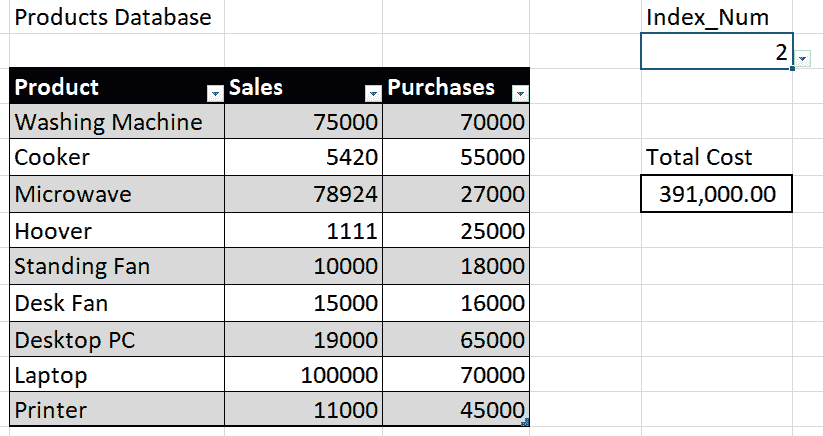 Products Database Index_Num
2
Product Sales Purchases
Washing Machine 75000 70000
Cooker 5420 55000 Total Cost
Microwave 78924 27000 391,000.00
Hoover 1111 25000
Standing Fan 10000 18000
Desk Fan 15000 16000
Desktop PC 19000 65000
Laptop 100000 70000
Printer 11000 45000